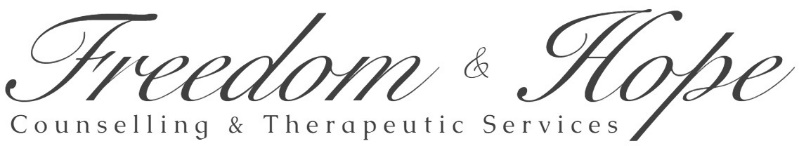 Freedom & Hope
Counselling & Therapeutic Services